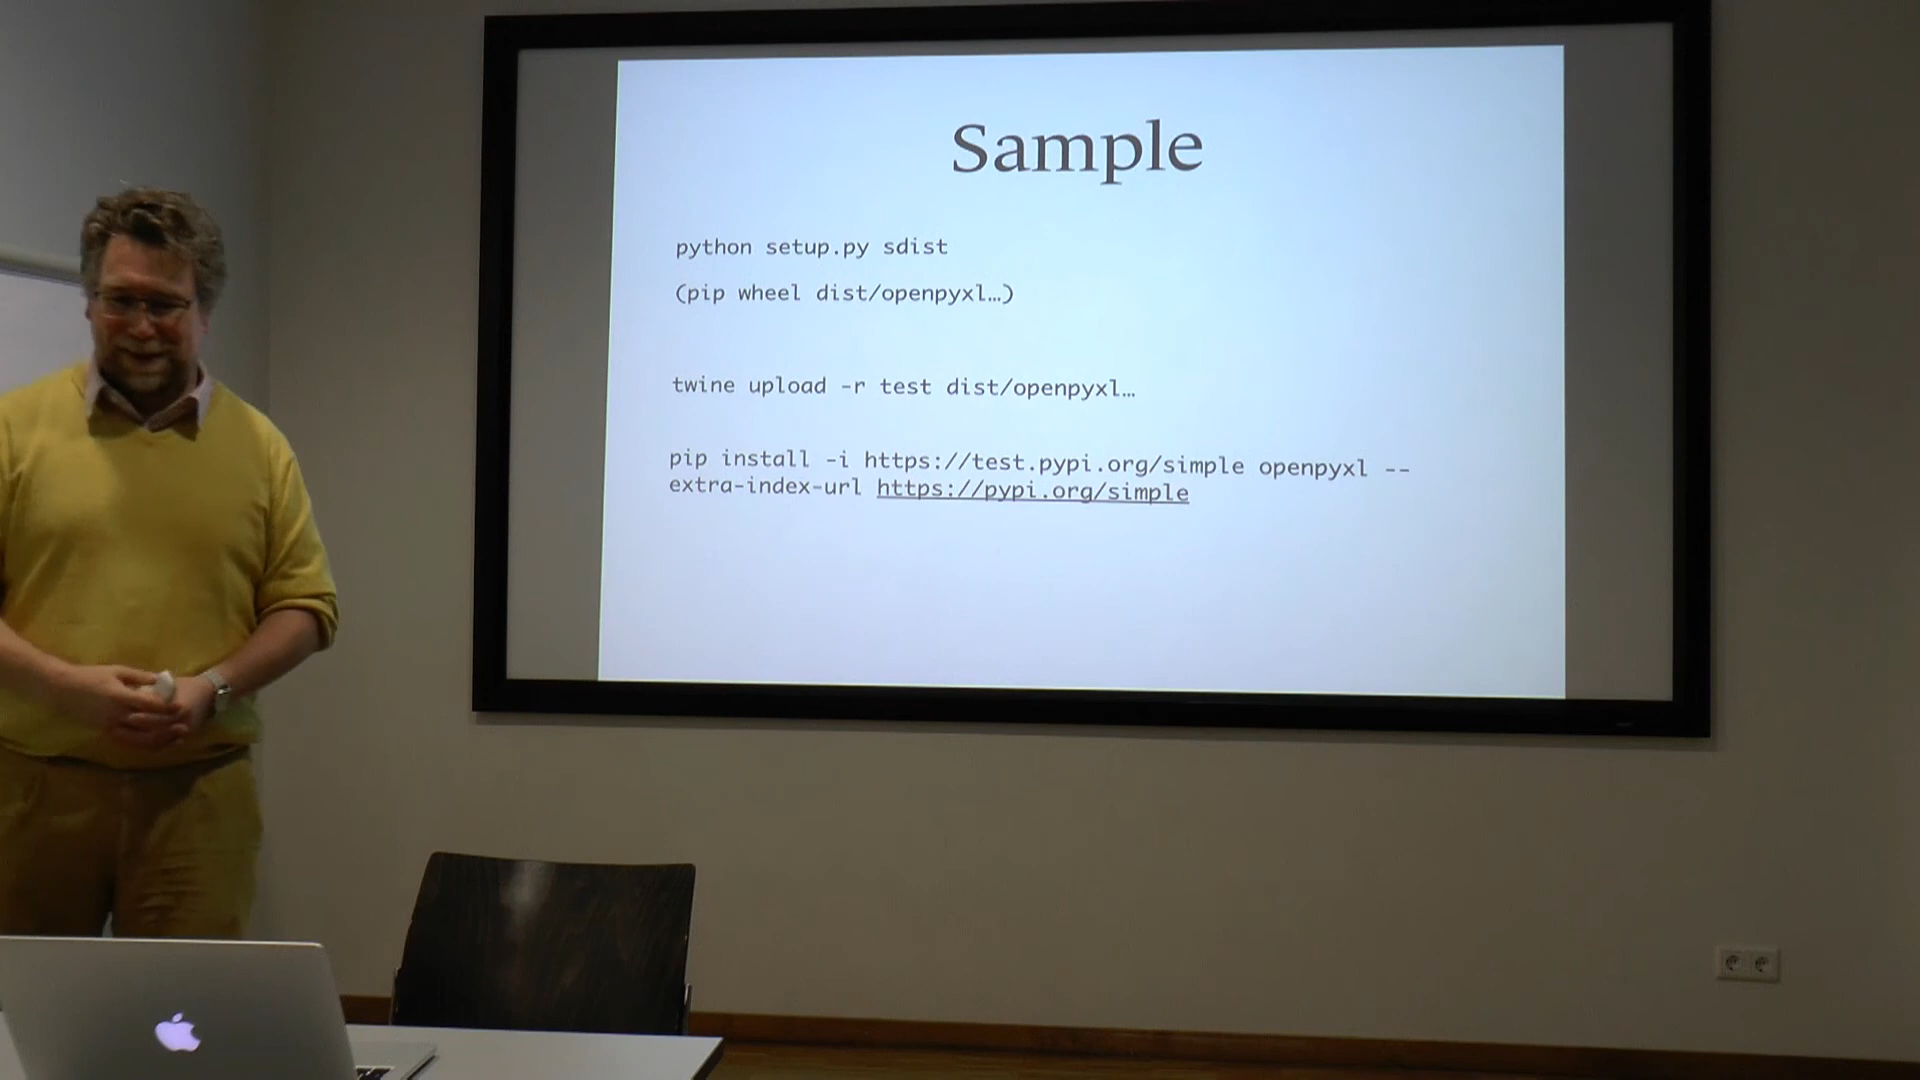 Sample
python setup.py sdist
(pip wheel dist/openpyxl…)
twine upload -r test dist/openpyxl…
pip install -i https://test.pypi.org/simple openpyxl --
extra-index-url https://pypi.org/simple